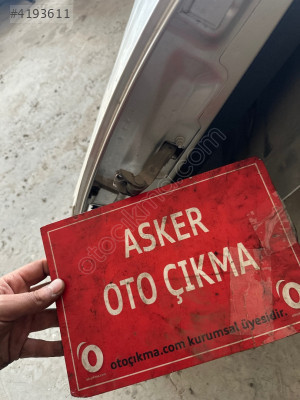 #4193611
ASKER
OTO ÇIKMA
otoçıkma.com kurumsal üyesidir.